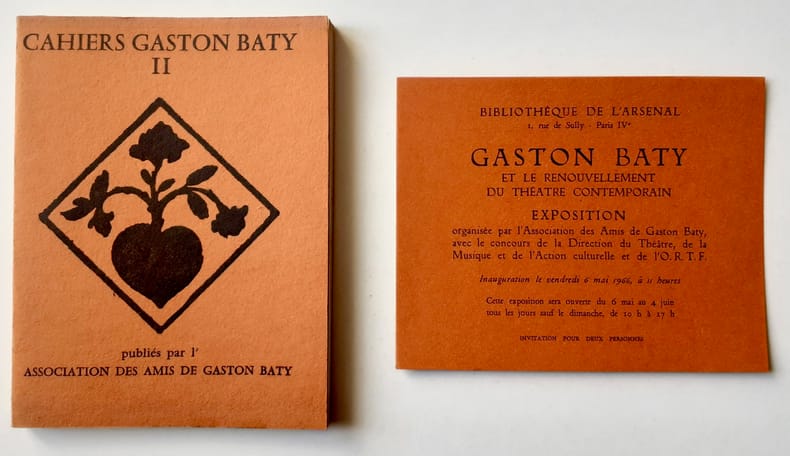 CAHIERS GASTON BATY
II
publiés par l'
ASSOCIATION DES AMIS DE GASTON BATY
BIBLIOTHÈQUE DE L'ARSENAL
1, rue de Sully - Paris IVe
GASTON BATY
ET LE RENOUVELLEMENT
DU THÉATRE CONTEMPORAIN
EXPOSITION
organisée par l'Association des Amis de Gaston Baty,
avec le concours de la Direction du Théâtre, de la
Musique et de l'Action culturelle et de l'O. R. T. F.
Inauguration le vendredi 6 mai 1966, à 11 heures
Cette exposition sera ouverte du 6 mai au 4 juin
tous les jours sauf le dimanche, de 10 h à 17 h
INVITATION POUR DEUX PERSONNES